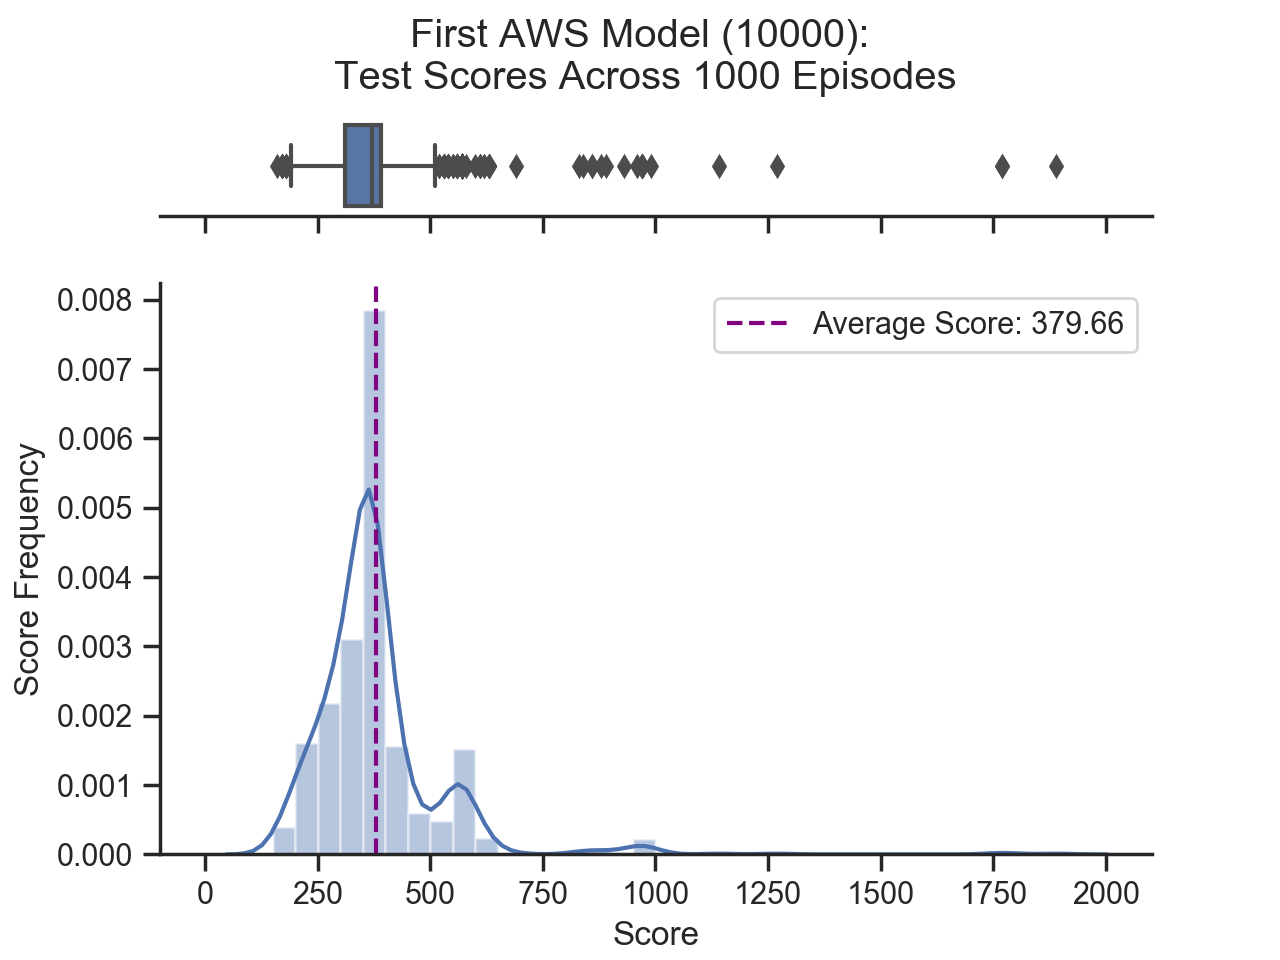 First AWS Model (10000):
Test Scores Across 1000 Episodes
Average Score: 379.66
0.008
0.007
0.006
0.005
0.004
0.003
0.002
0.001
0.000
Score Frequency
0 250 500 750 1000 1250 1500 1750 2000
Score